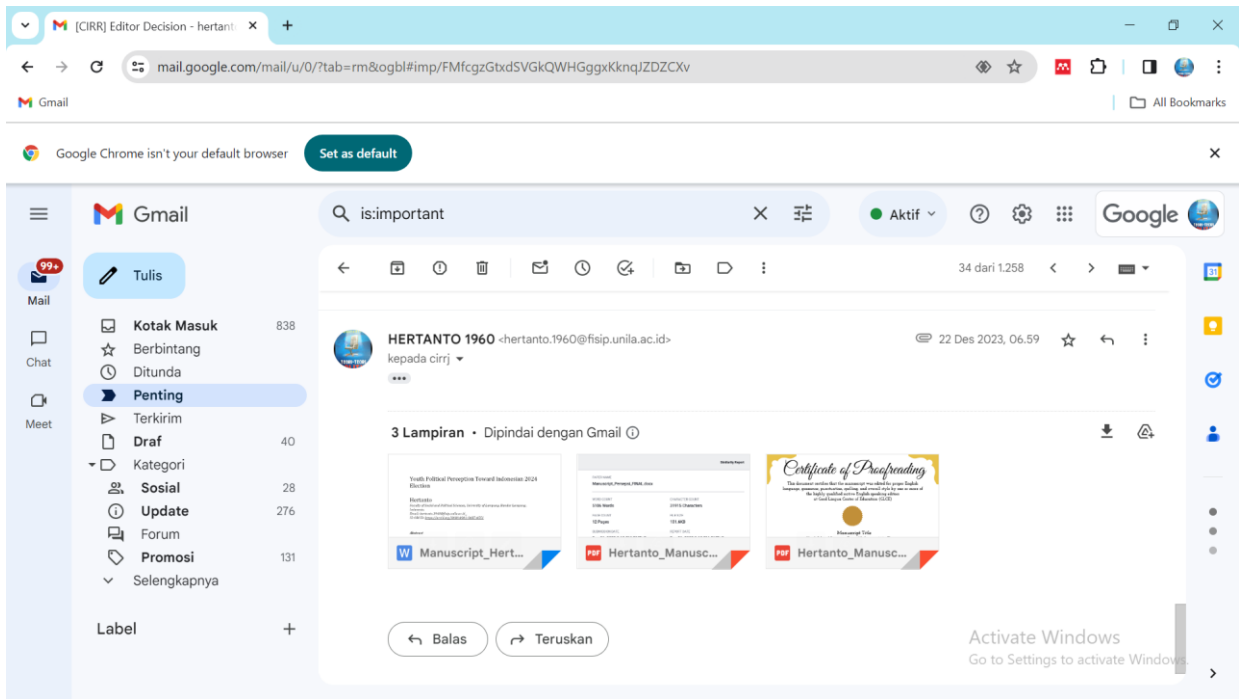 [CIRR] Editor Decision - hertant
mail.google.com/mail/u/0/?tab=rm&ogbl#imp/FMfcgzGtxdSVGkQWHGggxKknqJZDZCXv
Gmail
All Bookmarks
Google Chrome isn't your default browser
Set as default
Gmail
is:important
Aktif
Google
99+
Mail
Chat
Meet
Tulis
Kotak Masuk 838
Berbintang
Ditunda
Penting
Terkirim
Draf 40
Kategori
Sosial 28
Update 276
Forum
Promosi 131
Selengkapnya
Label
34 dari 1.258
HERTANTO 1960 <hertanto.1960@fisip.unila.ac.id>
22 Des 2023, 06.59
kepada cirrj
3 Lampiran • Dipindai dengan Gmail
Youth Political Perception Toward Indonesian 2024
Election
Hertanto
W Manuscript_Hert...
PDF Hertanto_Manusc...
Certificate of Proofreading
Manuscript Title
PDF Hertanto_Manusc...
31
Balas
Teruskan
Activate Windows
Go to Settings to activate Windows.